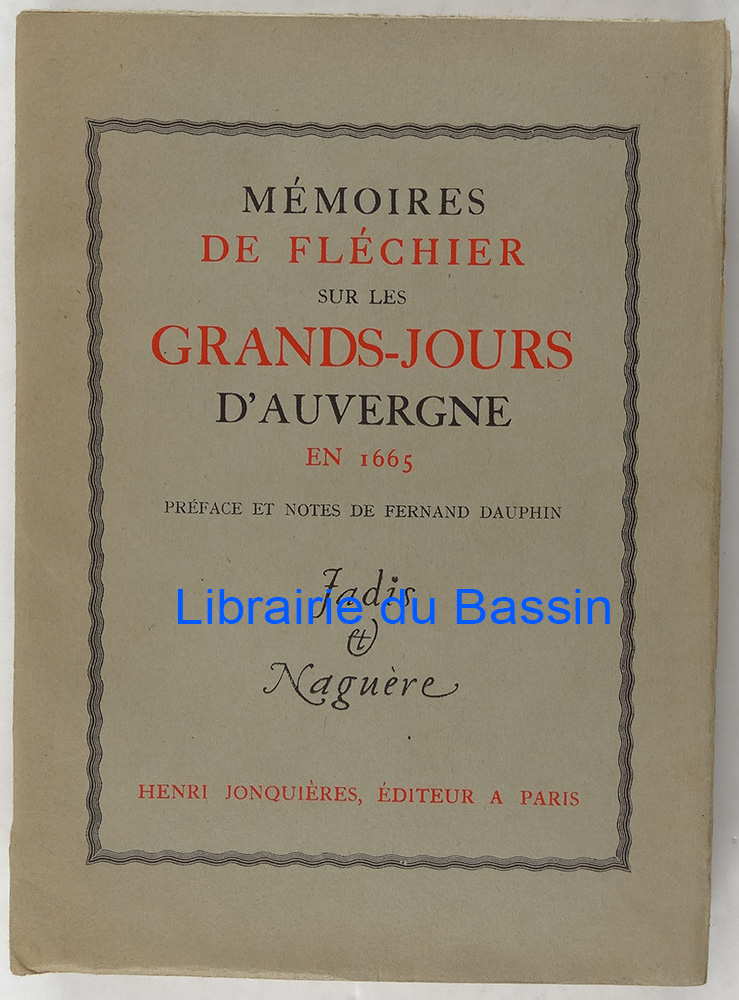 MÉMOIRES
DE FLÉCHIER
SUR LES
GRANDS-JOURS
D'AUVERGNE
EN 1665
PRÉFACE ET NOTES DE FERNAND DAUPHIN
Jadis
Librairie du Bassin
et
Naguère
HENRI JONQUIÈRES, ÉDITEUR A PARIS